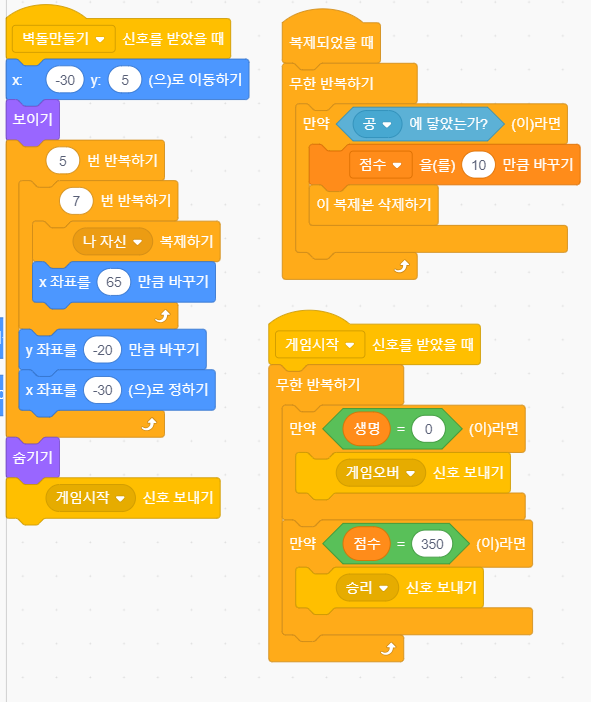 벽돌만들기 신호를 받았을 때
x: -30 y: 5 (으)로 이동하기
보이기
5 번 반복하기
7 번 반복하기
나 자신 복제하기
x 좌표를 65 만큼 바꾸기
y 좌표를 -20 만큼 바꾸기
x 좌표를 -30 (으)로 정하기
숨기기
게임시작 신호 보내기
복제되었을 때
무한 반복하기
만약 공 에 닿았는가? (이)라면
점수 을(를) 10 만큼 바꾸기
이 복제본 삭제하기
게임시작 신호를 받았을 때
무한 반복하기
만약 생명 = 0 (이)라면
게임오버 신호 보내기
만약 점수 = 350 (이)라면
승리 신호 보내기